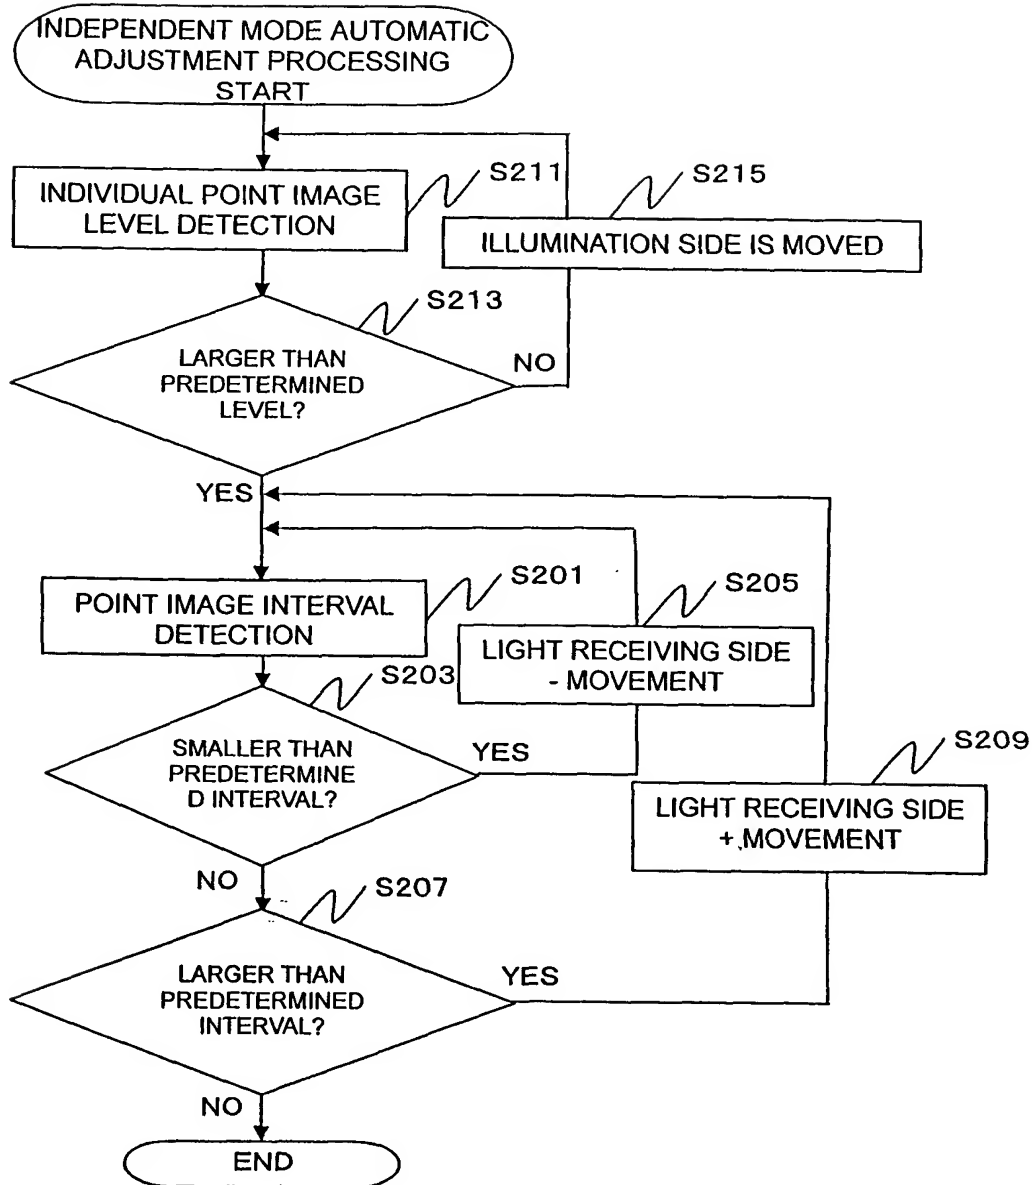 INDEPENDENT MODE AUTOMATIC
ADJUSTMENT PROCESSING
START
S211
INDIVIDUAL POINT IMAGE
LEVEL DETECTION
S215
ILLUMINATION SIDE IS MOVED
S213
LARGER THAN
PREDETERMINED
LEVEL?
NO
YES
S201
POINT IMAGE INTERVAL
DETECTION
S205
LIGHT RECEIVING SIDE
- MOVEMENT
S203
SMALLER THAN
PREDETERMINE
D INTERVAL?
YES
S209
LIGHT RECEIVING SIDE
+ MOVEMENT
NO
S207
LARGER THAN
PREDETERMINED
INTERVAL?
YES
NO
END